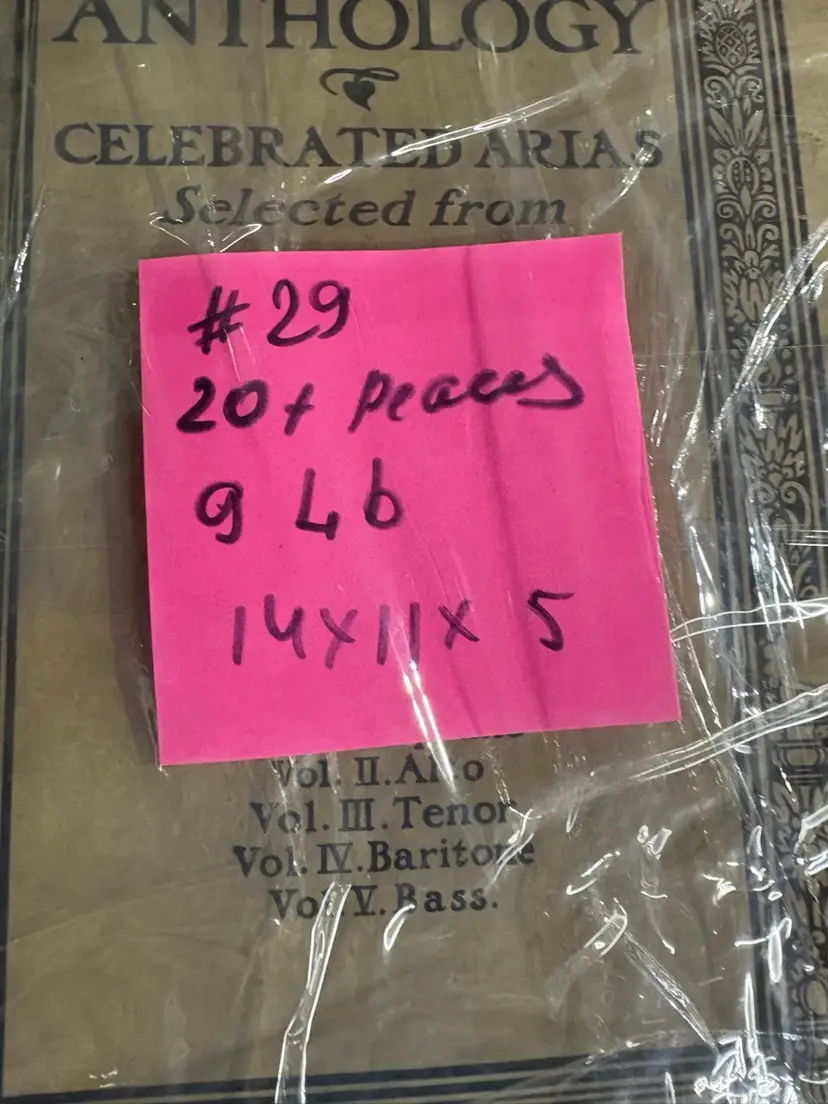 ANTHOLOGY
CELEBRATED ARIAS
Selected from
#29
20+ peaces
9 Lb
14x11x 5
Vol. II. Alto
Vol. III. Tenor
Vol. IV. Baritone
Vol. V. Bass.